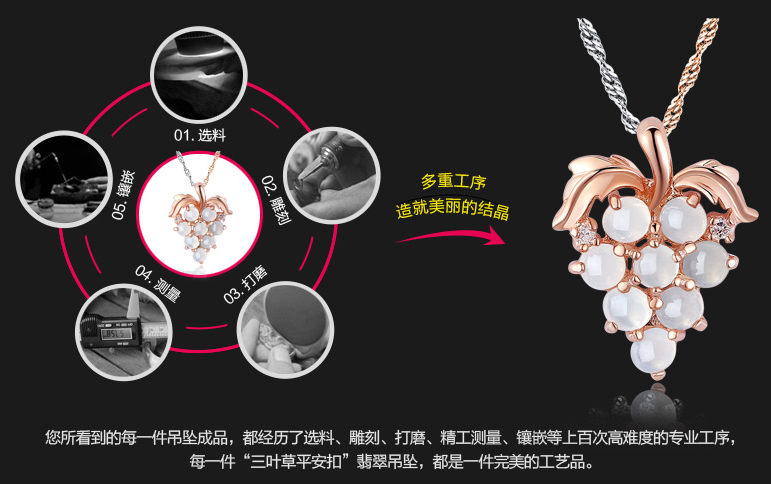 01. 选料
02. 雕刻
03. 打磨
04. 测量
05. 镶嵌
多重工序
造就美丽的结晶
您所看到的每一件吊坠成品，都经历了选料、雕刻、打磨、精工测量、镶嵌等上百次高难度的专业工序，
每一件“三叶草平安扣”翡翠吊坠，都是一件完美的工艺品。